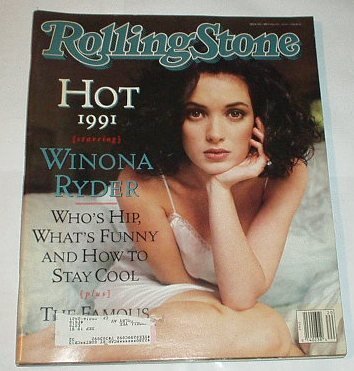 Rolling Stone
HOT
1991
{starring}
WINONA
RYDER
WHO'S HIP,
WHAT'S FUNNY
AND HOW TO
STAY COOL
{plus}
THE FAMOUS